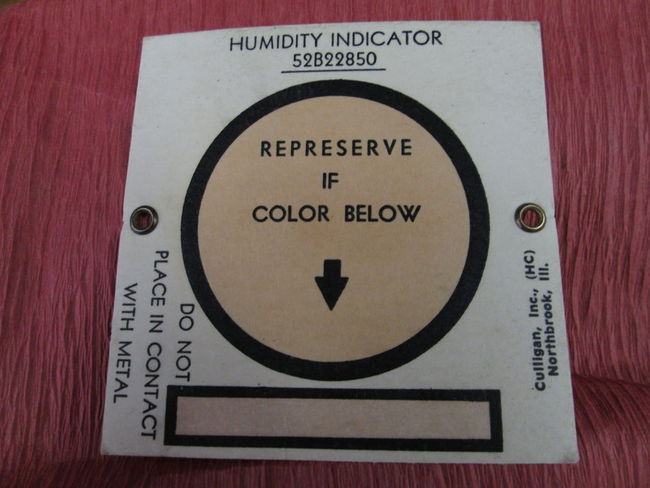 HUMIDITY INDICATOR
52B22850
REPRESERVE
IF
COLOR BELOW
DO NOT
PLACE IN CONTACT
WITH METAL
Culligan, Inc., (HC)
Northbrook, Ill.